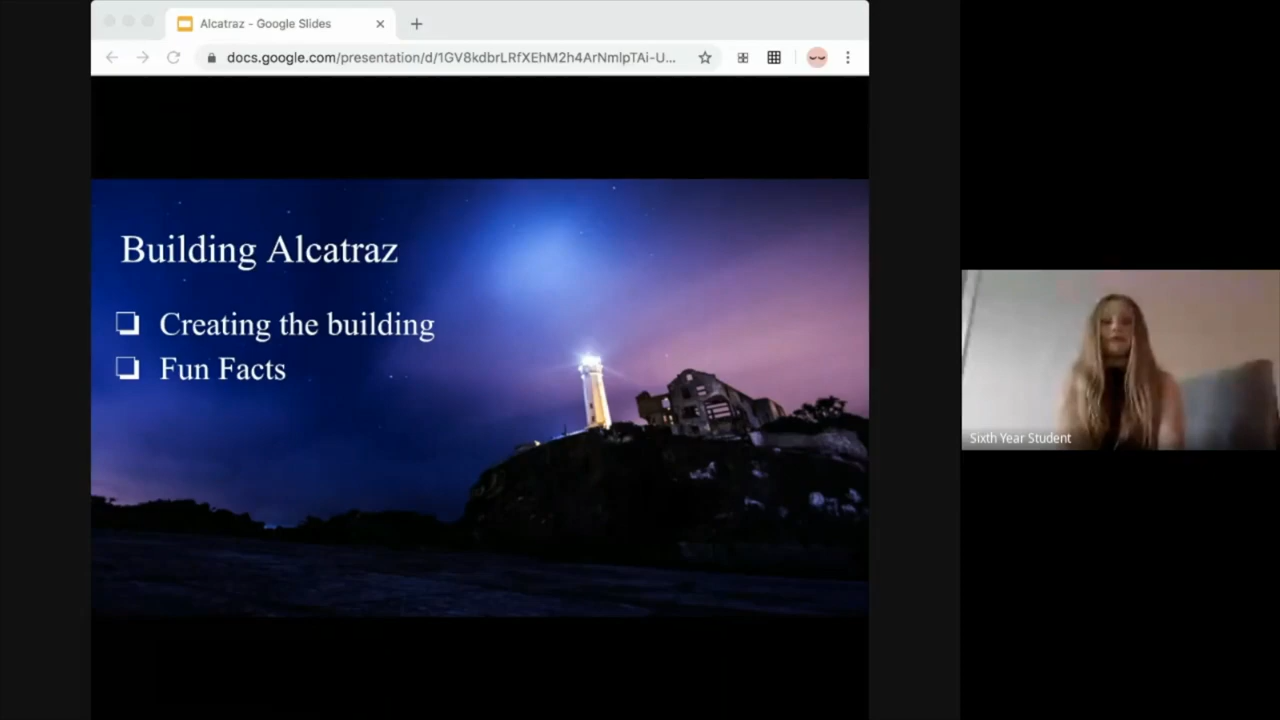 Alcatraz - Google Slides
docs.google.com/presentation/d/1GV8kdbrLRfXEhM2h4ArNmlpTAi-U...
Building Alcatraz
Creating the building
Fun Facts
Sixth Year Student